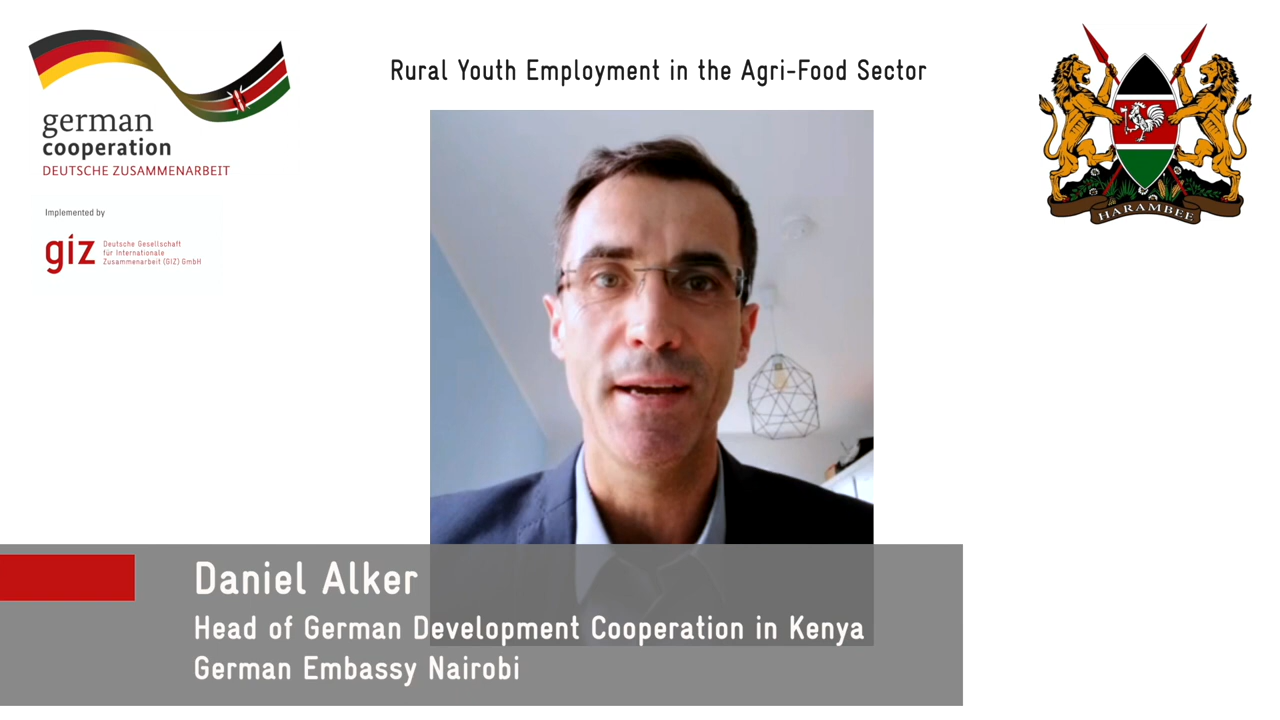 german
cooperation
DEUTSCHE ZUSAMMENARBEIT
Implemented by
giz
Deutsche Gesellschaft
für Internationale
Zusammenarbeit (GIZ) GmbH
Rural Youth Employment in the Agri-Food Sector
HARAMBEE
Daniel Alker
Head of German Development Cooperation in Kenya
German Embassy Nairobi